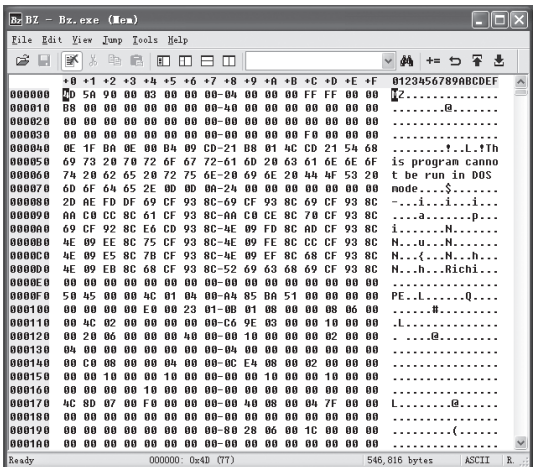 Bz BZ - Bz.exe (Mem)
File Edit View Jump Tools Help
+0 +1 +2 +3 +4 +5 +6 +7 +8 +9 +A +B +C +D +E +F 0123456789ABCDEF
000000 4D 5A 90 00 03 00 00 00-04 00 00 00 FF FF 00 00 MZ..............
000010 B8 00 00 00 00 00 00 00-40 00 00 00 00 00 00 00 ........@.......
000020 00 00 00 00 00 00 00 00-00 00 00 00 00 00 00 00 ................
000030 00 00 00 00 00 00 00 00-00 00 00 00 F0 00 00 00 ................
000040 0E 1F BA 0E 00 B4 09 CD-21 B8 01 4C CD 21 54 68 ........!..L.!Th
000050 69 73 20 70 72 6F 67 72-61 6D 20 63 61 6E 6E 6F is program canno
000060 74 20 62 65 20 72 75 6E-20 69 6E 20 44 4F 53 20 t be run in DOS
000070 6D 6F 64 65 2E 0D 0D 0A-24 00 00 00 00 00 00 00 mode....$.......
000080 2D AE FD DF 69 CF 93 8C-69 CF 93 8C 69 CF 93 8C -...i...i...i...
000090 AA C0 CC 8C 61 CF 93 8C-AA C0 CE 8C 70 CF 93 8C ....a.......p...
0000A0 69 CF 92 8C E6 CD 93 8C-4E 09 FD 8C AD CF 93 8C i.......N.......
0000B0 4E 09 EE 8C 75 CF 93 8C-4E 09 FE 8C CC CF 93 8C N...u...N.......
0000C0 4E 09 E5 8C 7B CF 93 8C-4E 09 EF 8C 68 CF 93 8C N...{...N...h...
0000D0 4E 09 EB 8C 68 CF 93 8C-52 69 63 68 69 CF 93 8C N...h...Richi...
0000E0 00 00 00 00 00 00 00 00-00 00 00 00 00 00 00 00 ................
0000F0 50 45 00 00 4C 01 04 00-A4 85 BA 51 00 00 00 00 PE..L......Q....
000100 00 00 00 00 E0 00 23 01-0B 01 08 00 00 08 06 00 ......#.........
000110 00 4C 02 00 00 00 00 00-C6 9E 03 00 00 10 00 00 .L..............
000120 00 20 06 00 00 00 40 00-00 10 00 00 00 02 00 00 . ....@.........
000130 04 00 00 00 00 00 00 00-04 00 00 00 00 00 00 00 ................
000140 00 C0 08 00 00 04 00 00-0C E4 08 00 02 00 00 00 ................
000150 00 00 10 00 00 10 00 00-00 00 10 00 00 10 00 00 ................
000160 00 00 00 00 10 00 00 00-00 00 00 00 00 00 00 00 ................
000170 4C 8D 07 00 F0 00 00 00-00 40 08 00 04 7F 00 00 L........@......
000180 00 00 00 00 00 00 00 00-00 00 00 00 00 00 00 00 ................
000190 00 00 00 00 00 00 00 00-80 28 06 00 1C 00 00 00 .........(......
0001A0 00 00 00 00 00 00 00 00-00 00 00 00 00 00 00 00 ................
Ready 000000: 0x4D (77) 546,816 bytes ASCII R.